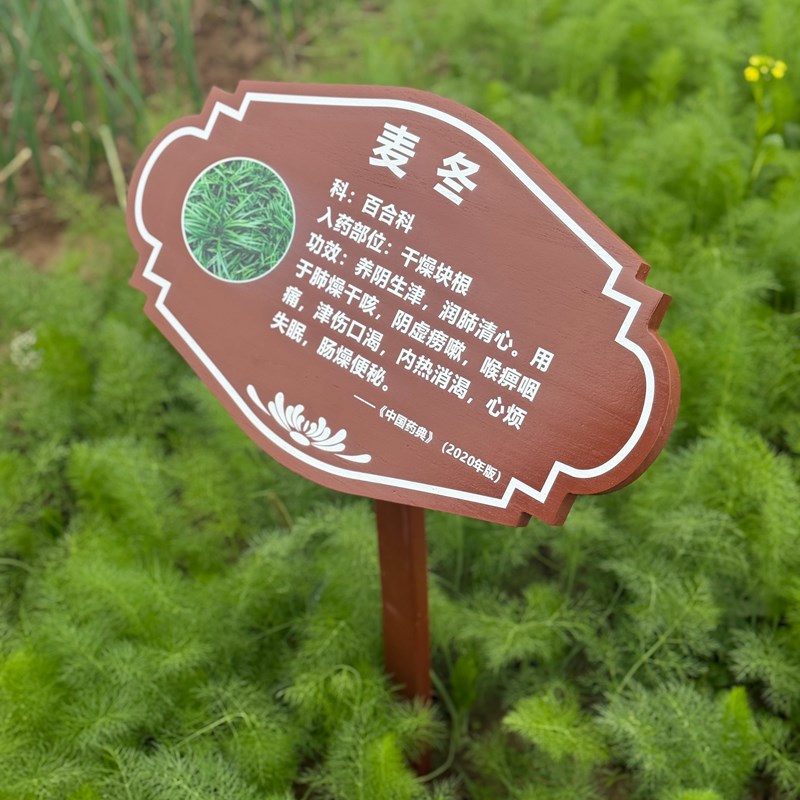 麦冬
科：百合科
入药部位：干燥块根
功效：养阴生津，润肺清心。用
于肺燥干咳，阴虚痨嗽，喉痹咽
痛，津伤口渴，内热消渴，心烦
失眠，肠燥便秘。
——《中国药典》（2020年版）